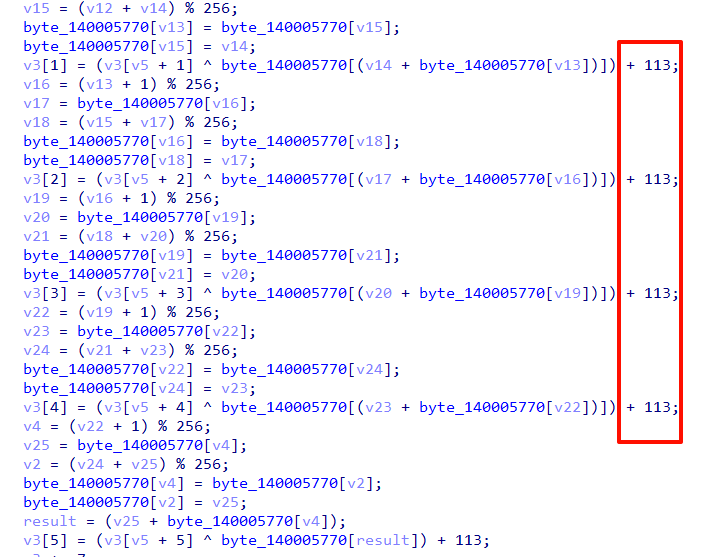 v15 = (v12 + v14) % 256;
byte_140005770[v13] = byte_140005770[v15];
byte_140005770[v15] = v14;
v3[1] = (v3[v5 + 1] ^ byte_140005770[(v14 + byte_140005770[v13])]) + 113;
v16 = (v13 + 1) % 256;
v17 = byte_140005770[v16];
v18 = (v15 + v17) % 256;
byte_140005770[v16] = byte_140005770[v18];
byte_140005770[v18] = v17;
v3[2] = (v3[v5 + 2] ^ byte_140005770[(v17 + byte_140005770[v16])]) + 113;
v19 = (v16 + 1) % 256;
v20 = byte_140005770[v19];
v21 = (v18 + v20) % 256;
byte_140005770[v19] = byte_140005770[v21];
byte_140005770[v21] = v20;
v3[3] = (v3[v5 + 3] ^ byte_140005770[(v20 + byte_140005770[v19])]) + 113;
v22 = (v19 + 1) % 256;
v23 = byte_140005770[v22];
v24 = (v21 + v23) % 256;
byte_140005770[v22] = byte_140005770[v24];
byte_140005770[v24] = v23;
v3[4] = (v3[v5 + 4] ^ byte_140005770[(v23 + byte_140005770[v22])]) + 113;
v4 = (v22 + 1) % 256;
v25 = byte_140005770[v4];
v2 = (v24 + v25) % 256;
byte_140005770[v4] = byte_140005770[v2];
byte_140005770[v2] = v25;
result = (v25 + byte_140005770[v4]);
v3[5] = (v3[v5 + 5] ^ byte_140005770[result]) + 113;